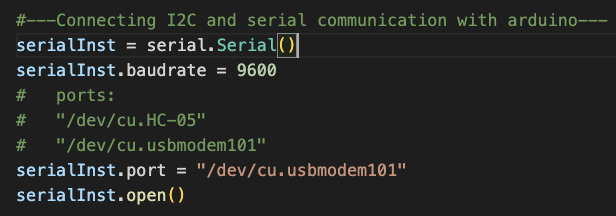 #---Connecting I2C and serial communication with arduino---
serialInst = serial.Serial()
serialInst.baudrate = 9600
#   ports:
#   "/dev/cu.HC-05"
#   "/dev/cu.usbmodem101"
serialInst.port = "/dev/cu.usbmodem101"
serialInst.open()